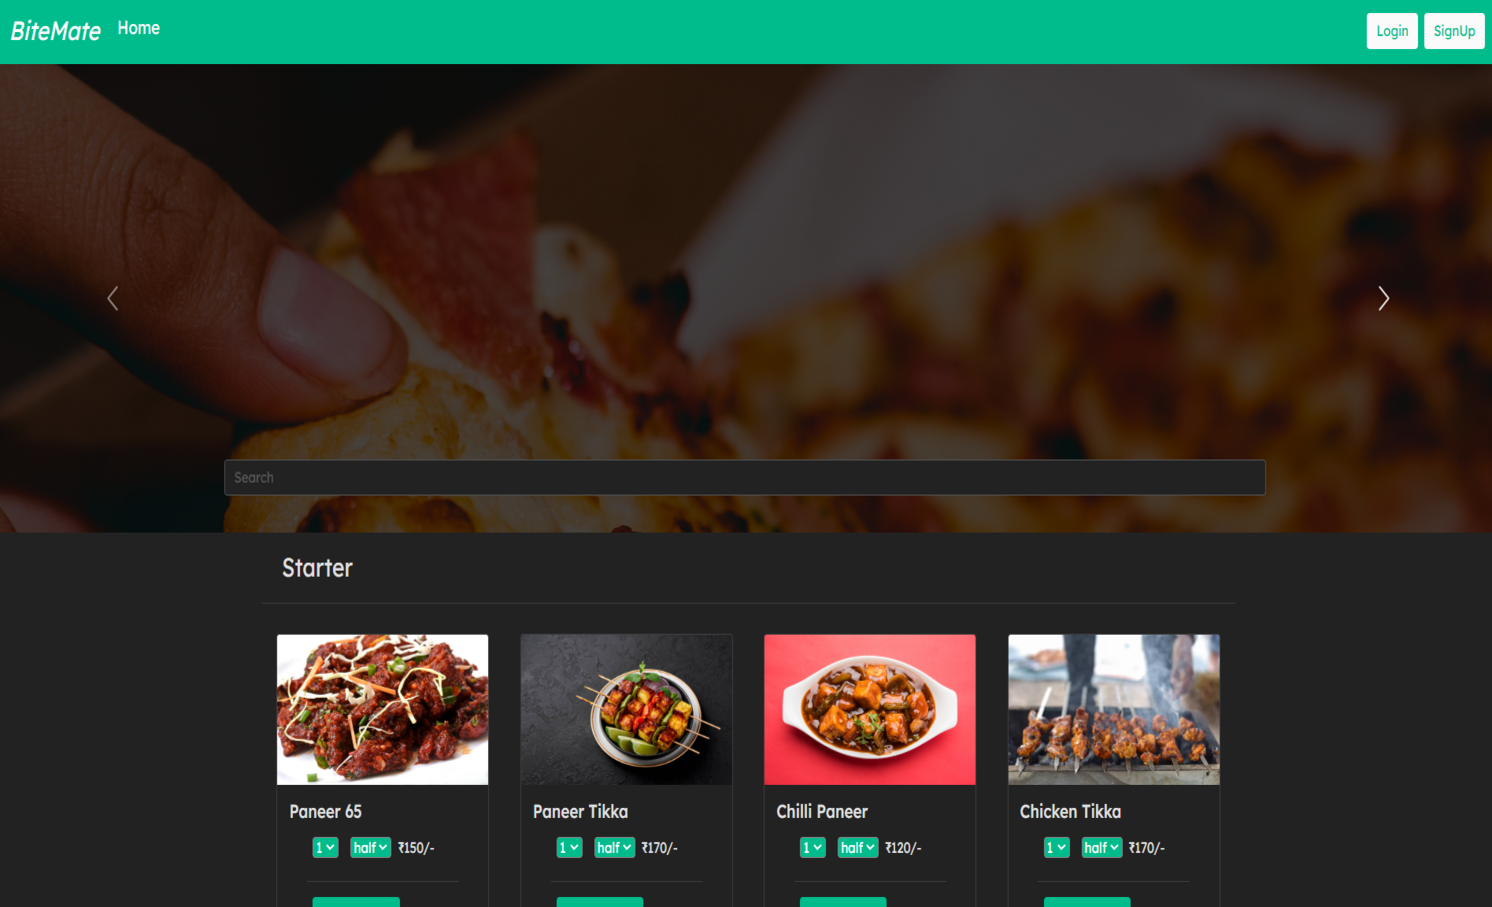 BiteMate Home Login SignUp
Search
Starter
Paneer 65
1 half ₹150/-
Paneer Tikka
1 half ₹170/-
Chilli Paneer
1 half ₹120/-
Chicken Tikka
1 half ₹170/-